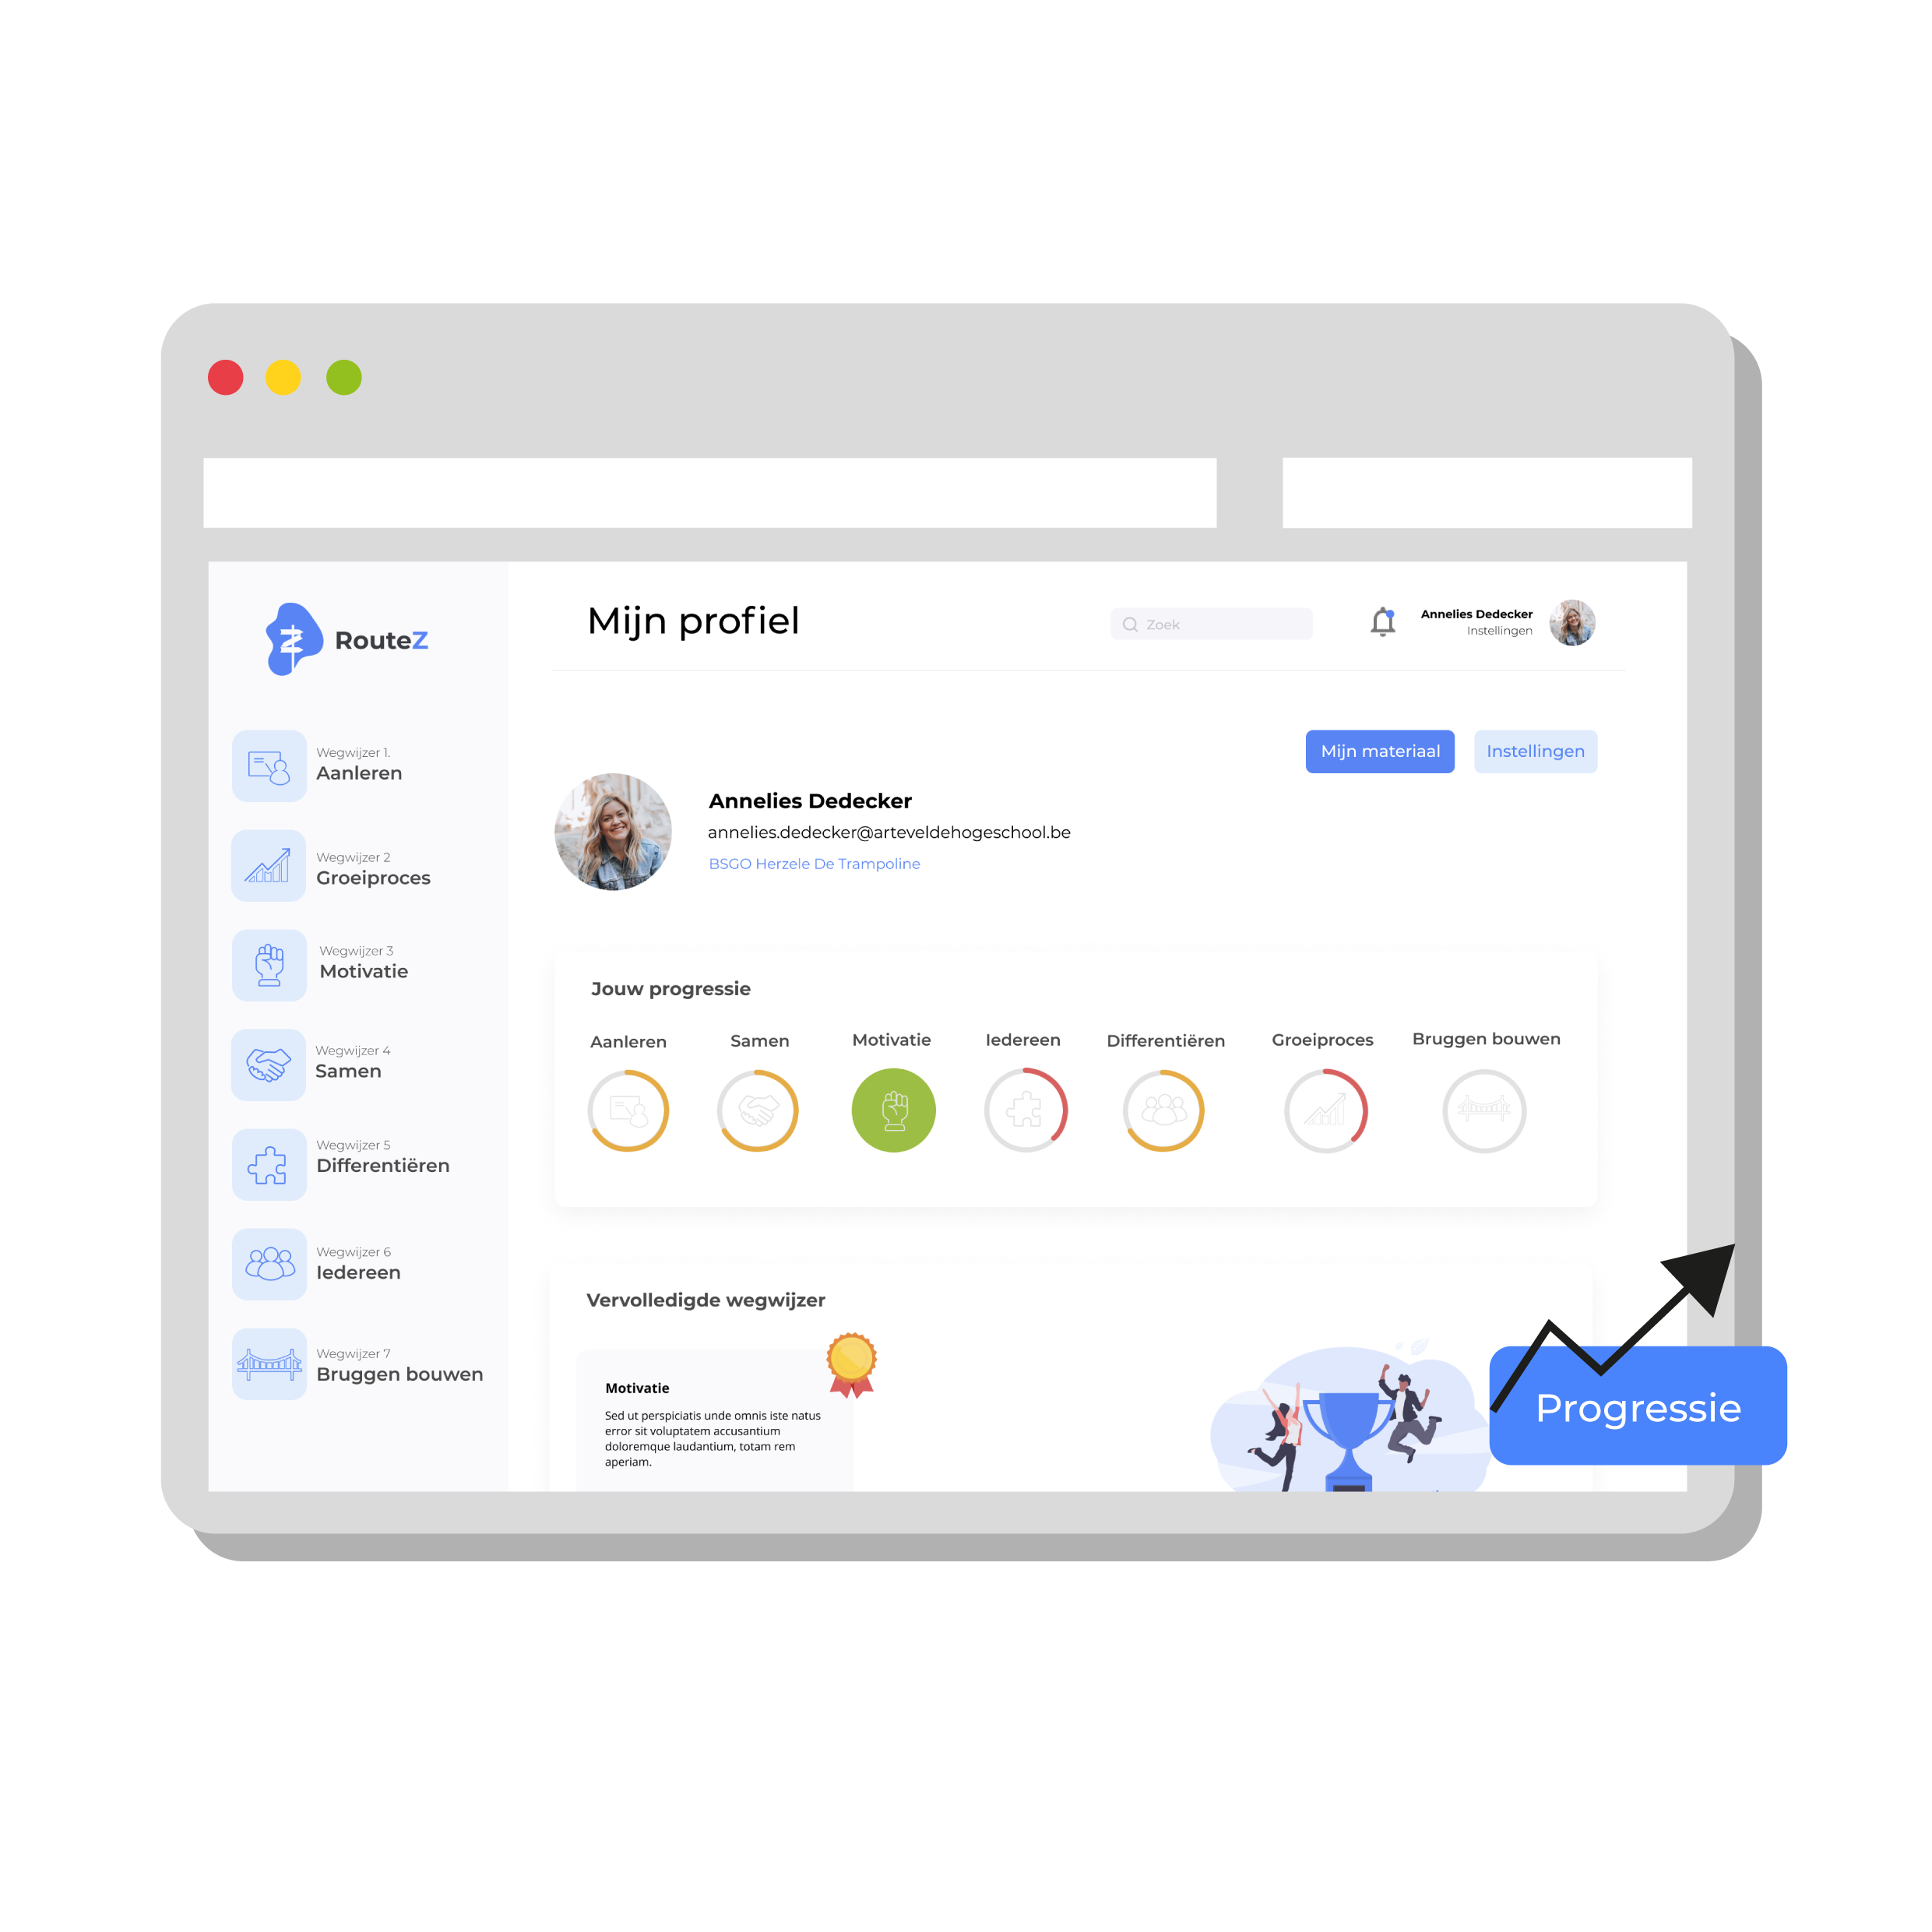 RouteZ
Mijn profiel
Zoek
Annelies Dedecker
Instellingen
Mijn materiaal
Instellingen
Wegwijzer 1.
Aanleren
Wegwijzer 2
Groeiproces
Wegwijzer 3
Motivatie
Wegwijzer 4
Samen
Wegwijzer 5
Differentiëren
Wegwijzer 6
Iedereen
Wegwijzer 7
Bruggen bouwen
Annelies Dedecker
annelies.dedecker@arteveldehogeschool.be
BSGO Herzele De Trampoline
Jouw progressie
Aanleren
Samen
Motivatie
Iedereen
Differentiëren
Groeiproces
Bruggen bouwen
Vervolledigde wegwijzer
Motivatie
Sed ut perspiciatis unde omnis iste natus
error sit voluptatem accusantium
doloremque laudantium, totam rem
aperiam.
Progressie